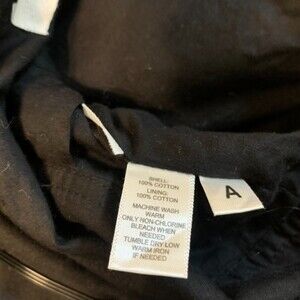 SHELL:
100% COTTON
LINING:
100% COTTON
MACHINE WASH
WARM
ONLY NON-CHLORINE
BLEACH WHEN
NEEDED
TUMBLE DRY LOW
WARM IRON
IF NEEDED
A